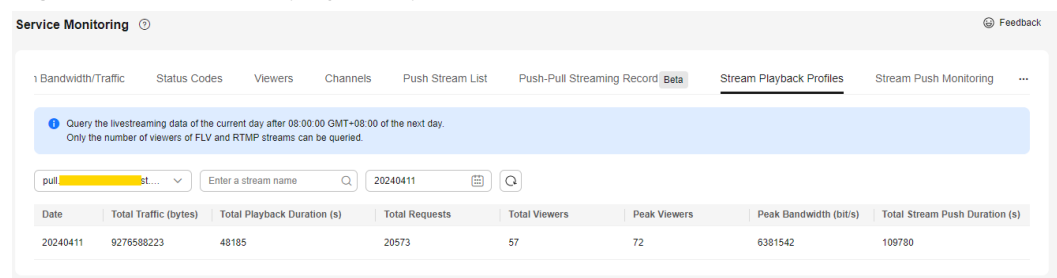 Service Monitoring
Feedback
Bandwidth/Traffic Status Codes Viewers Channels Push Stream List Push-Pull Streaming Record Beta Stream Playback Profiles Stream Push Monitoring ...
Query the livestreaming data of the current day after 08:00:00 GMT+08:00 of the next day.
Only the number of viewers of FLV and RTMP streams can be queried.
pull. st.... Enter a stream name 20240411
Date Total Traffic (bytes) Total Playback Duration (s) Total Requests Total Viewers Peak Viewers Peak Bandwidth (bit/s) Total Stream Push Duration (s)
20240411 9276588223 48185 20573 57 72 6381542 109780